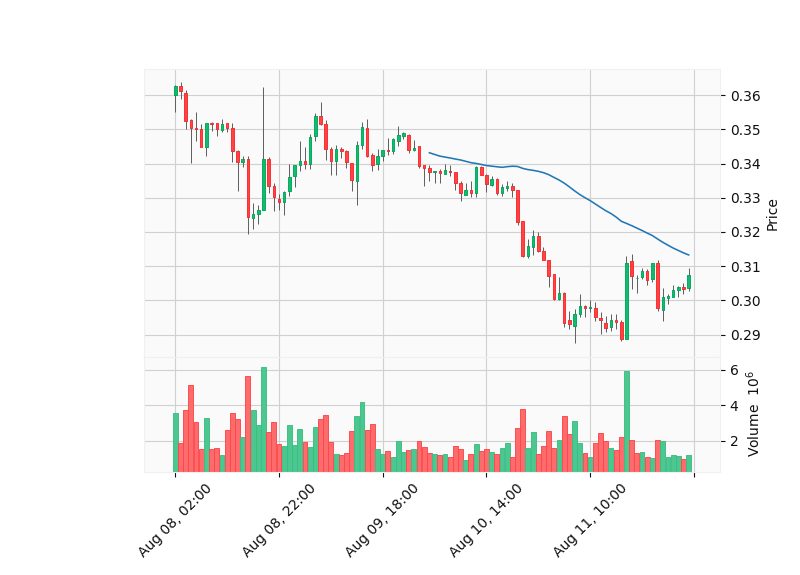 0.36
0.35
0.34
0.33
0.32
0.31
0.30
0.29
Price
6
4
2
Volume 10^6
Aug 08, 02:00
Aug 08, 22:00
Aug 09, 18:00
Aug 10, 14:00
Aug 11, 10:00